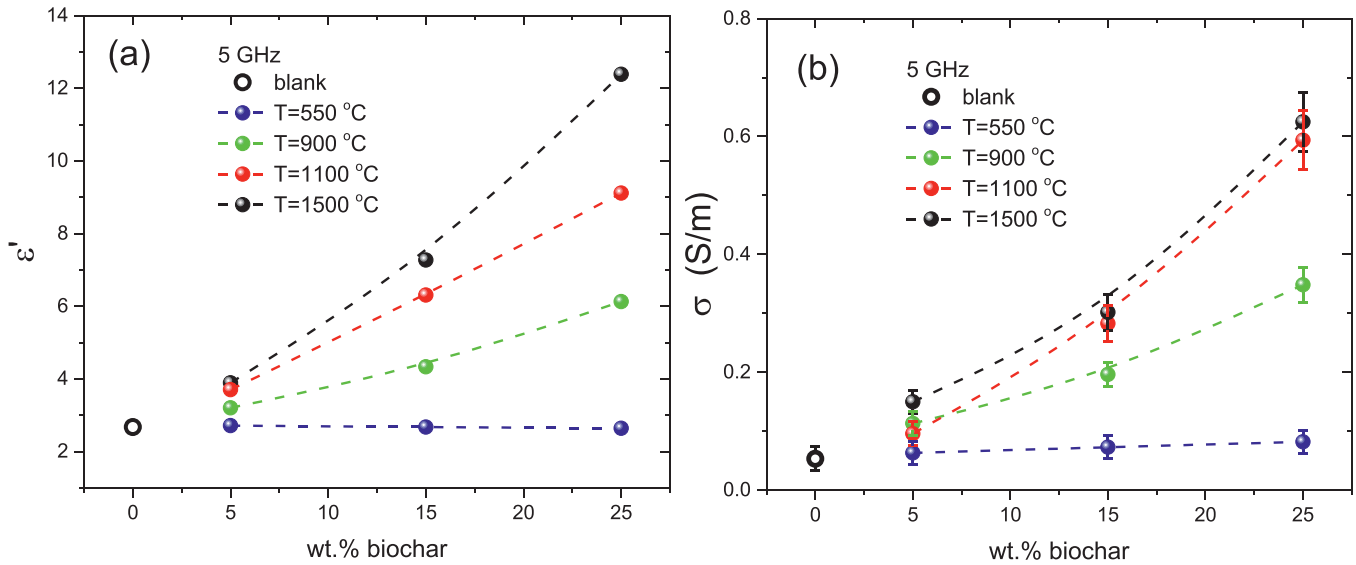 (a)
5 GHz
blank
T=550 °C
T=900 °C
T=1100 °C
T=1500 °C
14
12
10
8
6
4
2
ε'
0 5 10 15 20 25
wt.% biochar
(b)
5 GHz
blank
T=550 °C
T=900 °C
T=1100 °C
T=1500 °C
0.8
0.6
0.4
0.2
0.0
σ (S/m)
0 5 10 15 20 25
wt.% biochar